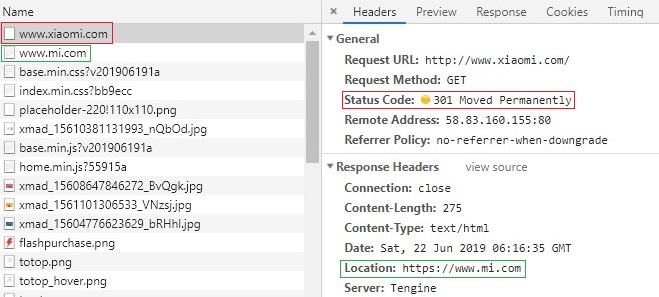 Name
www.xiaomi.com
www.mi.com
base.min.css?v201906191a
index.min.css?bb9ecc
placeholder-220!110x110.png
xmad_15610381131993_nQbOd.jpg
base.min.js?v201906191a
home.min.js?55915a
xmad_15608647846272_BvQgk.jpg
xmad_1561101306533_VNzsj.jpg
xmad_15604776623629_bRHhl.jpg
flashpurchase.png
totop.png
totop_hover.png
Headers Preview Response Cookies Timing
General
Request URL: http://www.xiaomi.com/
Request Method: GET
Status Code: 301 Moved Permanently
Remote Address: 58.83.160.155:80
Referrer Policy: no-referrer-when-downgrade
Response Headers view source
Connection: close
Content-Length: 275
Content-Type: text/html
Date: Sat, 22 Jun 2019 06:16:35 GMT
Location: https://www.mi.com
Server: Tengine